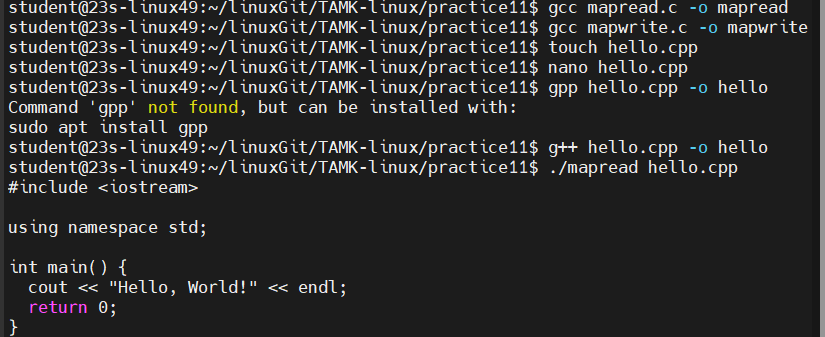 student@23s-linux49:~/linuxGit/TAMK-linux/practice11$ gcc mapread.c -o mapread
student@23s-linux49:~/linuxGit/TAMK-linux/practice11$ gcc mapwrite.c -o mapwrite
student@23s-linux49:~/linuxGit/TAMK-linux/practice11$ touch hello.cpp
student@23s-linux49:~/linuxGit/TAMK-linux/practice11$ nano hello.cpp
student@23s-linux49:~/linuxGit/TAMK-linux/practice11$ gpp hello.cpp -o hello
Command 'gpp' not found, but can be installed with:
sudo apt install gpp
student@23s-linux49:~/linuxGit/TAMK-linux/practice11$ g++ hello.cpp -o hello
student@23s-linux49:~/linuxGit/TAMK-linux/practice11$ ./mapread hello.cpp
#include <iostream>

using namespace std;

int main() {
  cout << "Hello, World!" << endl;
  return 0;
}